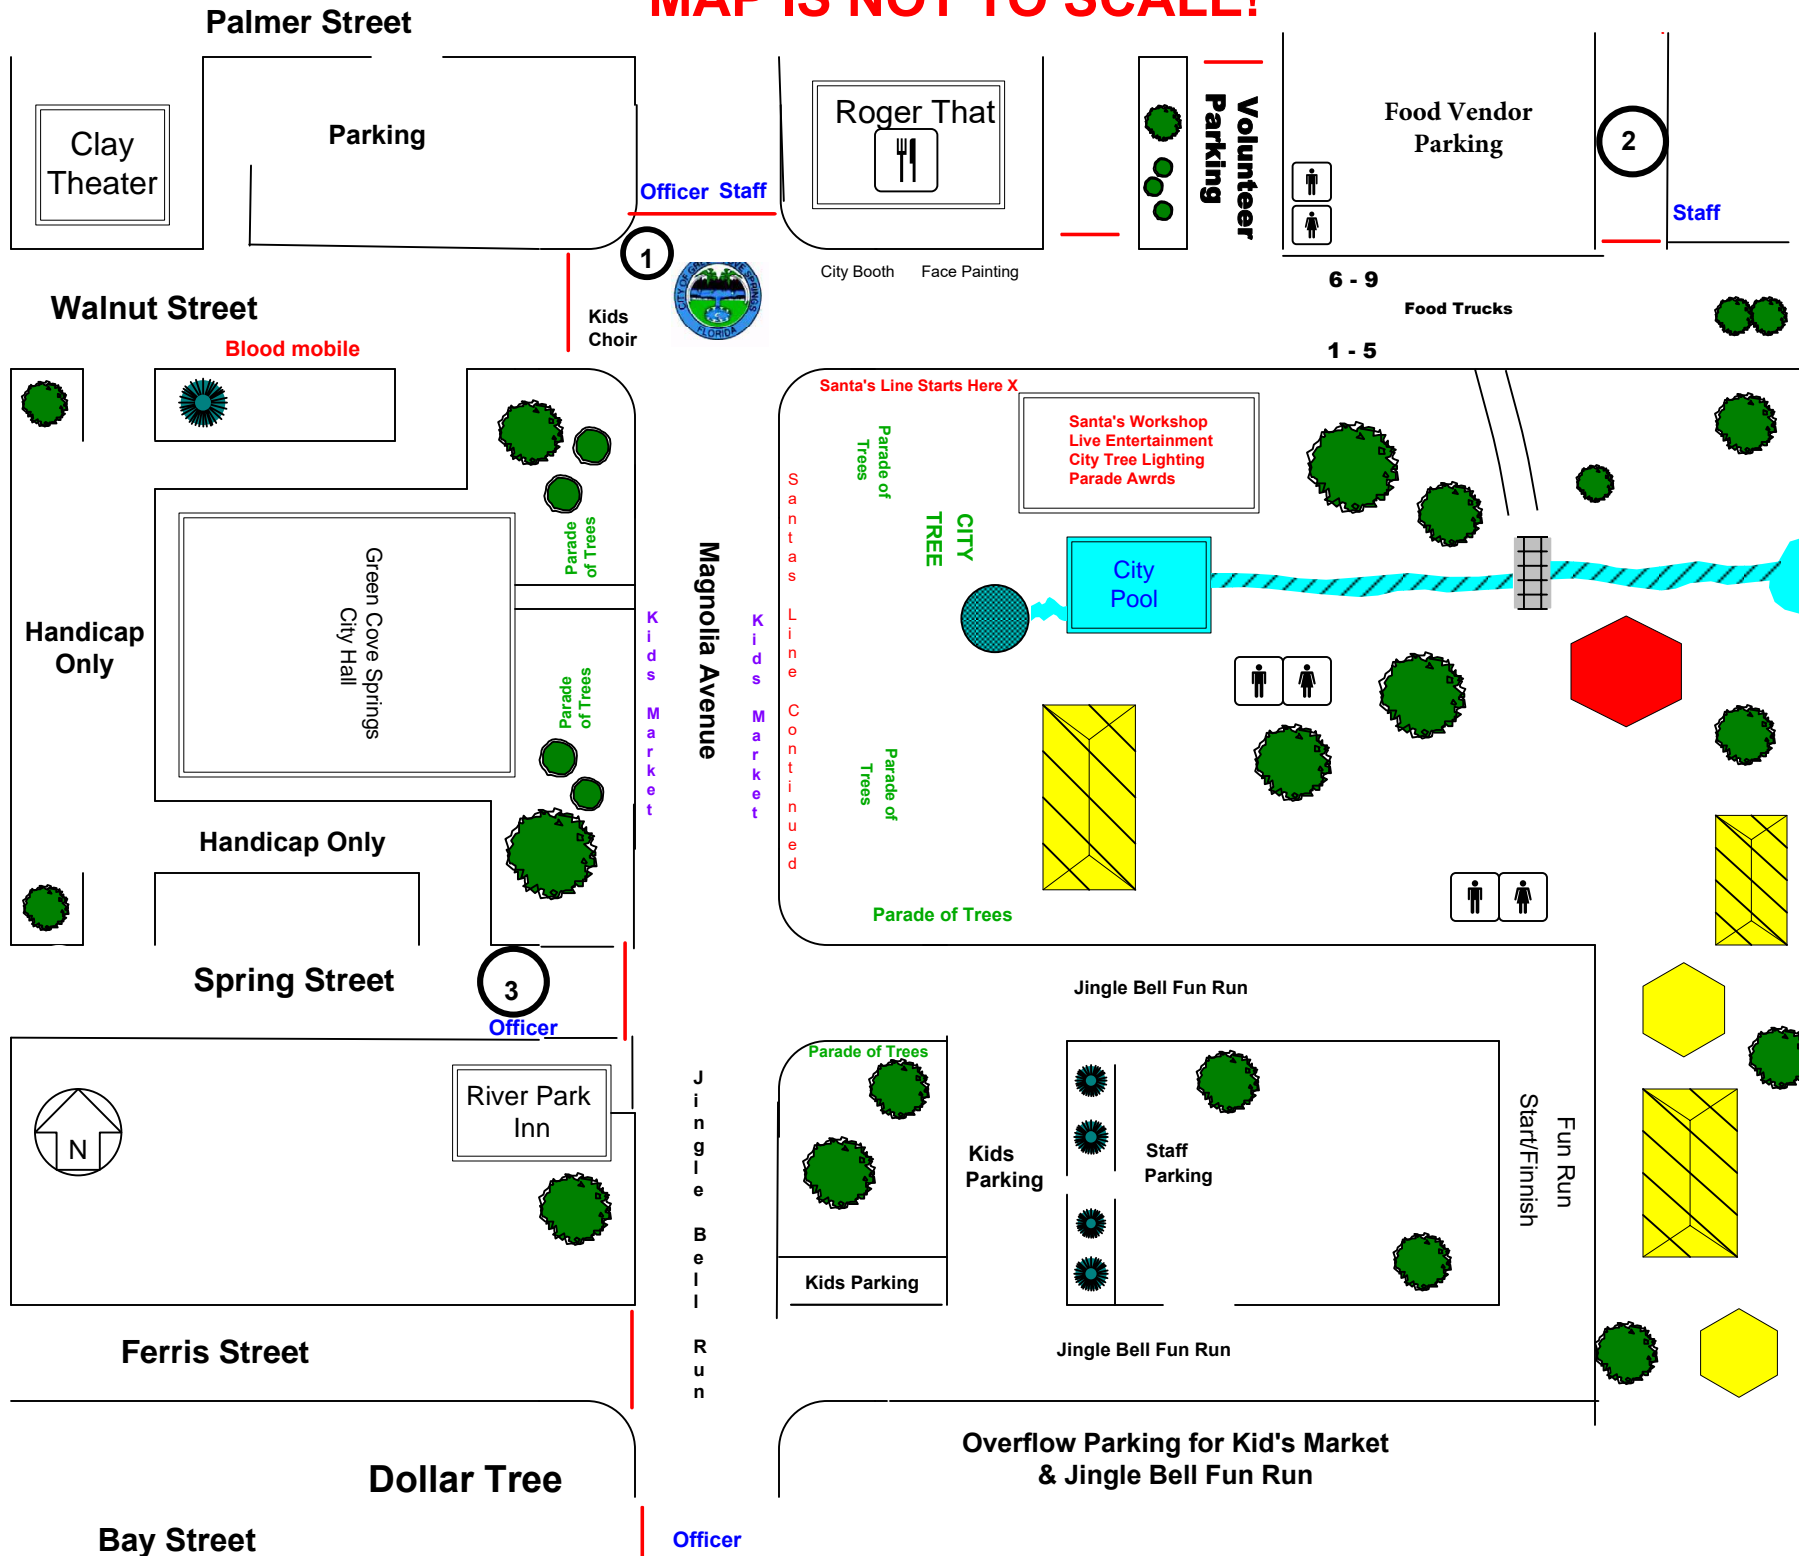 MAP IS NOT TO SCALE!
Palmer Street
Clay
Theater
Parking
Roger That
Volunteer
Parking
Food Vendor
Parking
2
Officer Staff
Staff
1
CITY OF GREEN COVE SPRINGS
FLORIDA
City Booth
Face Painting
6 - 9
Food Trucks
1 - 5
Walnut Street
Kids
Choir
Blood mobile
Santa's Line Starts Here X
Santa's Workshop
Live Entertainment
City Tree Lighting
Parade Awrds
Parade of
Trees
CITY
TREE
Santas Line Continued
Parade
of Trees
Green Cove Springs
City Hall
Magnolia Avenue
City
Pool
Handicap
Only
Kids Market
Kids Market
Parade
of Trees
Parade of
Trees
Handicap Only
Parade of Trees
Spring Street
3
Officer
Jingle Bell Fun Run
Parade of Trees
River Park
Inn
N
Jingle Bell Run
Kids
Parking
Staff
Parking
Fun Run
Start/Finnish
Kids Parking
Ferris Street
Jingle Bell Fun Run
Overflow Parking for Kid's Market
& Jingle Bell Fun Run
Dollar Tree
Bay Street
Officer